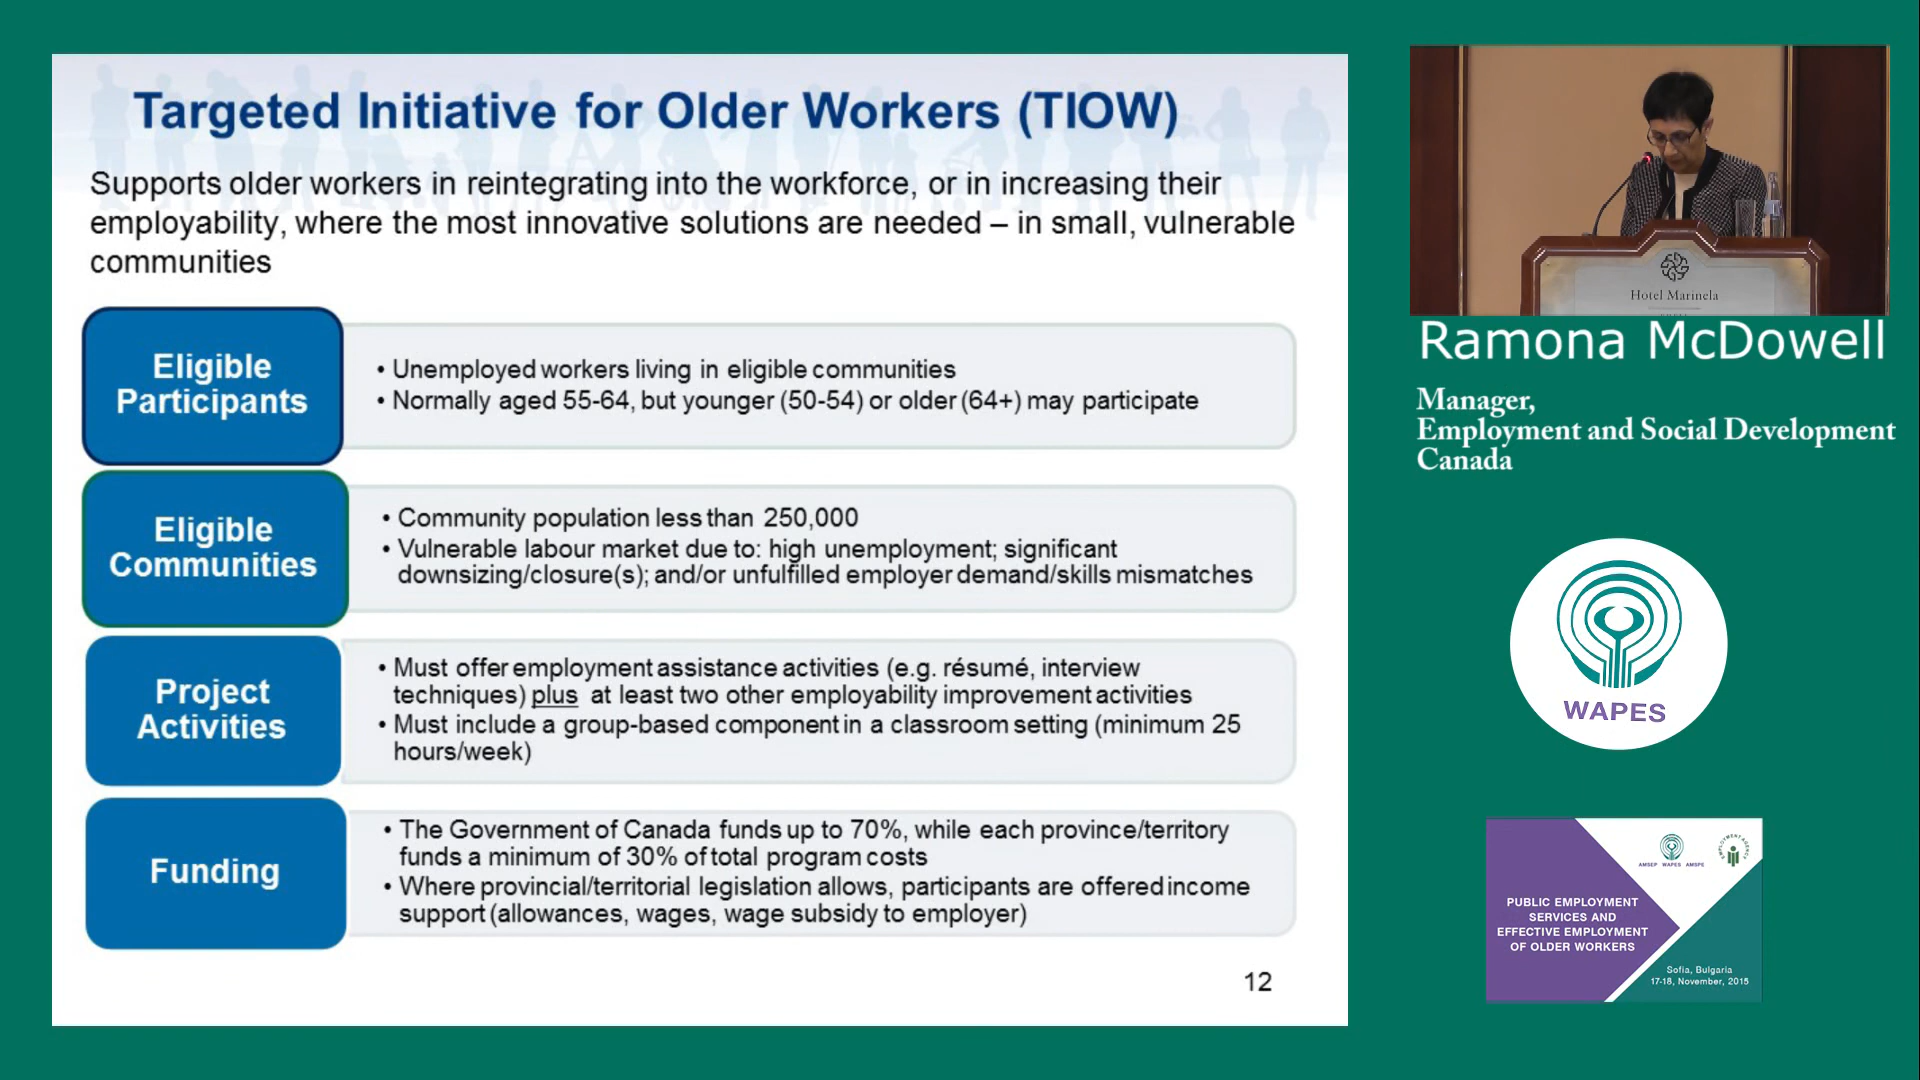 Targeted Initiative for Older Workers (TIOW)
Supports older workers in reintegrating into the workforce, or in increasing their
employability, where the most innovative solutions are needed – in small, vulnerable
communities
Eligible
Participants
• Unemployed workers living in eligible communities
• Normally aged 55-64, but younger (50-54) or older (64+) may participate
Eligible
Communities
• Community population less than 250,000
• Vulnerable labour market due to: high unemployment; significant
downsizing/closure(s); and/or unfulfilled employer demand/skills mismatches
Project
Activities
• Must offer employment assistance activities (e.g. résumé, interview
techniques) plus at least two other employability improvement activities
• Must include a group-based component in a classroom setting (minimum 25
hours/week)
Funding
• The Government of Canada funds up to 70%, while each province/territory
funds a minimum of 30% of total program costs
• Where provincial/territorial legislation allows, participants are offered income
support (allowances, wages, wage subsidy to employer)
12
Hotel Marinela
Ramona McDowell
Manager,
Employment and Social Development
Canada
WAPES
AMSEP WAPES AMSPE
EMPLOYMENT AGENCY
PUBLIC EMPLOYMENT
SERVICES AND
EFFECTIVE EMPLOYMENT
OF OLDER WORKERS
Sofia, Bulgaria
17-18, November, 2015